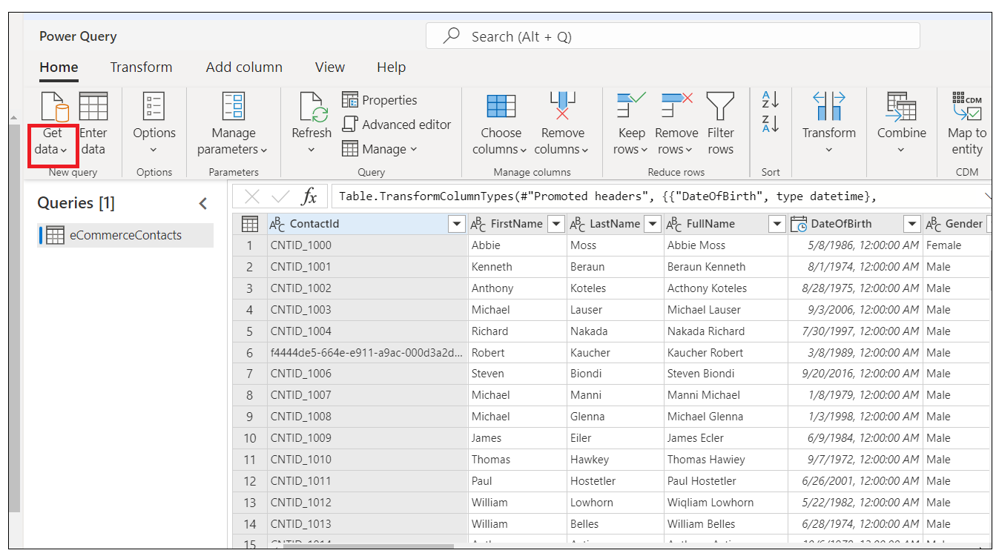 Power Query
Search (Alt + Q)
Home Transform Add column View Help
Get data Enter data Options Manage parameters Refresh Properties Advanced editor Manage Choose columns Remove columns Keep rows Remove rows Filter rows A Z Z A Transform Combine CDM Map to entity
New query Options Parameters Query Manage columns Reduce rows Sort CDM
Queries [1]
eCommerceContacts
fx Table.TransformColumnTypes(#"Promoted headers", {{"DateOfBirth", type datetime},
ABC ContactId ABC FirstName ABC LastName ABC FullName DateOfBirth ABC Gender
1 CNTID_1000 Abbie Moss Abbie Moss 5/8/1986, 12:00:00 AM Female
2 CNTID_1001 Kenneth Beraun Beraun Kenneth 8/1/1974, 12:00:00 AM Male
3 CNTID_1002 Anthony Koteles Acthony Koteles 8/28/1975, 12:00:00 AM Male
4 CNTID_1003 Michael Lauser Michael Lauser 9/3/2006, 12:00:00 AM Male
5 CNTID_1004 Richard Nakada Nakada Richard 7/30/1997, 12:00:00 AM Male
6 f4444de5-664e-e911-a9ac-000d3a2d... Robert Kaucher Kaucher Robert 3/8/1989, 12:00:00 AM Male
7 CNTID_1006 Steven Biondi Steven Biondi 9/20/2016, 12:00:00 AM Male
8 CNTID_1007 Michael Manni Manni Michael 1/8/1979, 12:00:00 AM Male
9 CNTID_1008 Michael Glenna Michael Glenna 1/3/1998, 12:00:00 AM Male
10 CNTID_1009 James Eiler James Ecler 6/9/1984, 12:00:00 AM Male
11 CNTID_1010 Thomas Hawkey Thomas Hawiey 9/7/1972, 12:00:00 AM Male
12 CNTID_1011 Paul Hostetler Paul Hostetler 6/26/2001, 12:00:00 AM Male
13 CNTID_1012 William Lowhorn Wiqliam Lowhorn 5/22/1982, 12:00:00 AM Male
14 CNTID_1013 William Belles William Belles 6/28/1974, 12:00:00 AM Male
15